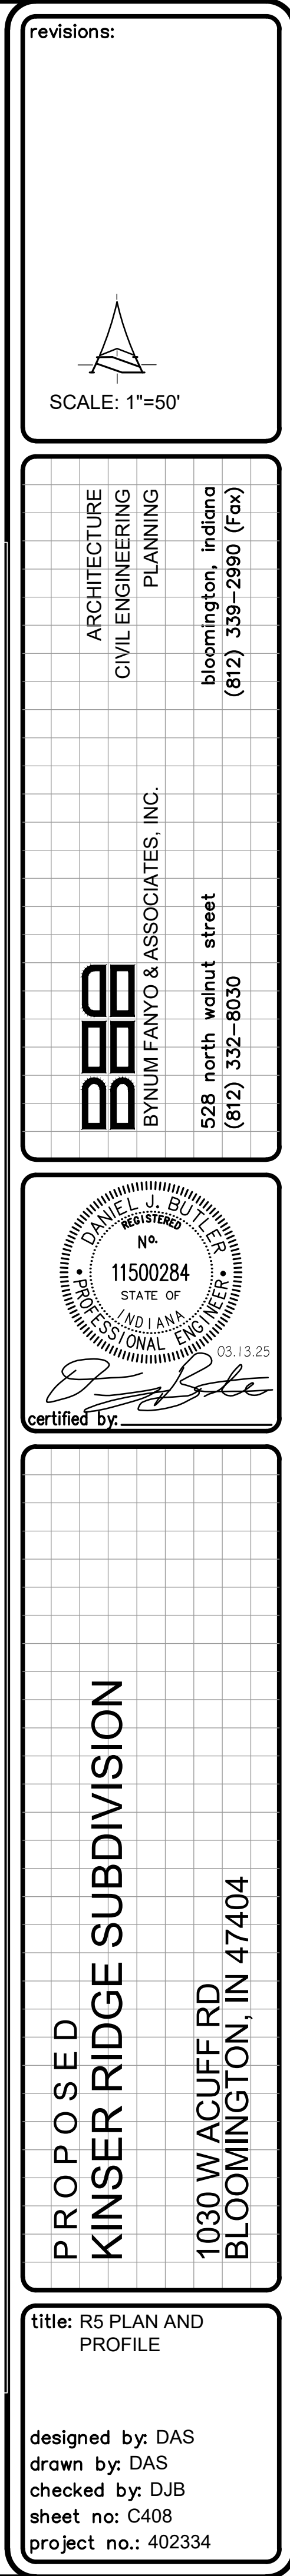 revisions:
SCALE: 1"=50'
ARCHITECTURE
CIVIL ENGINEERING
PLANNING
BYNUM FANYO & ASSOCIATES, INC.
528 north walnut street
(812) 332-8030
bloomington, indiana
(812) 339-2990 (Fax)
DANIEL J. BUTLER
REGISTERED
No.
11500284
STATE OF
INDIANA
PROFESSIONAL ENGINEER
03.13.25
certified by:
PROPOSED
KINSER RIDGE SUBDIVISION
1030 W ACUFF RD
BLOOMINGTON, IN 47404
title: R5 PLAN AND
PROFILE
designed by: DAS
drawn by: DAS
checked by: DJB
sheet no: C408
project no.: 402334